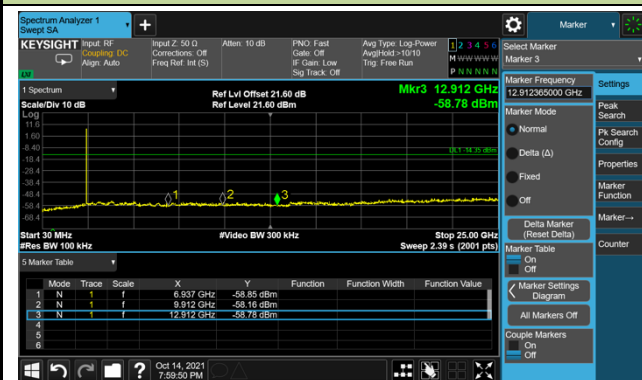 Spectrum Analyzer 1
Swept SA
+
Marker
KEYSIGHT
Input: RF
Coupling: DC
Align: Auto
Input Z: 50 Ω
Corrections: Off
Freq Ref: Int (S)
Atten: 10 dB
PNO: Fast
Gate: Off
IF Gain: Low
Sig Track: Off
Avg Type: Log-Power
Avg|Hold:>10/10
Trig: Free Run
1 2 3 4 5 6
M W W W W W
P N N N N N
LXI
Select Marker
Marker 3
1 Spectrum
Scale/Div 10 dB
Ref Lvl Offset 21.60 dB
Ref Level 21.60 dBm
Mkr3 12.912 GHz
-58.78 dBm
Log
11.6
1.60
-8.40
-18.4
-28.4
-38.4
-48.4
-58.4
-68.4
DL1 -14.35 dBm
1
2
3
Start 30 MHz
#Res BW 100 kHz
#Video BW 300 kHz
Stop 25.00 GHz
Sweep 2.39 s (2001 pts)
5 Marker Table
Mode Trace Scale X Y Function Function Width Function Value
1 N 1 f 6.937 GHz -58.85 dBm
2 N 1 f 9.912 GHz -58.16 dBm
3 N 1 f 12.912 GHz -58.78 dBm
4
5
6
Marker Frequency
12.912365000 GHz
Marker Mode
Normal
Delta (Δ)
Fixed
Off
Delta Marker
(Reset Delta)
Marker Table
On
Off
Marker Settings
Diagram
All Markers Off
Couple Markers
On
Off
Settings
Peak
Search
Pk Search
Config
Properties
Marker
Function
Marker→
Counter
?
Oct 14, 2021
7:59:50 PM